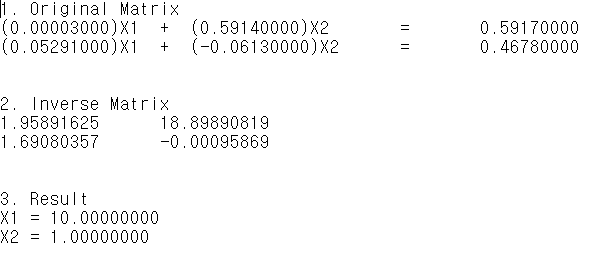 1. Original Matrix
(0.00003000)X1 + (0.59140000)X2 = 0.59170000
(0.05291000)X1 + (-0.06130000)X2 = 0.46780000
2. Inverse Matrix
1.95891625 18.89890819
1.69080357 -0.00095869
3. Result
X1 = 10.00000000
X2 = 1.00000000